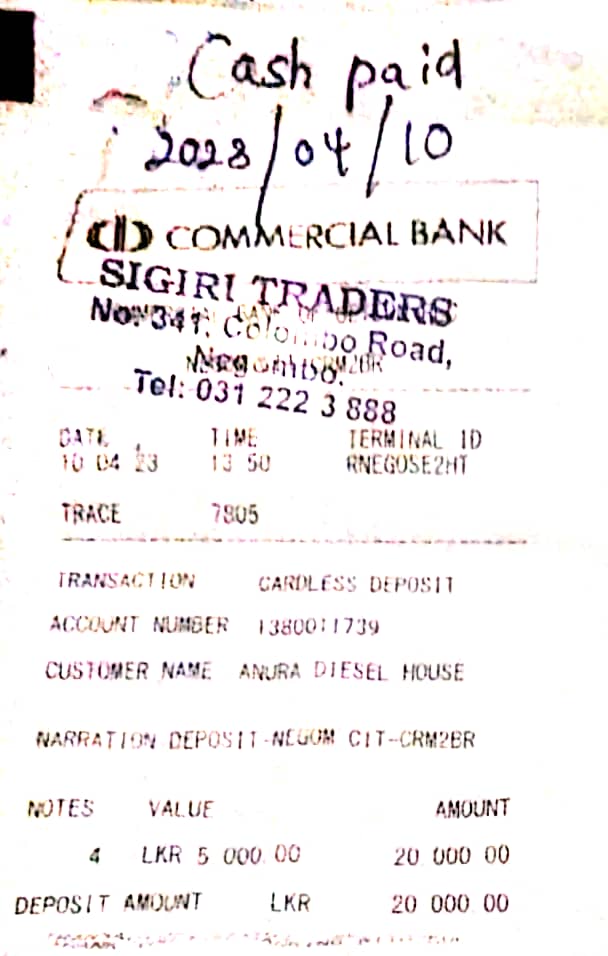 Cash paid
2023/04/10
COMMERCIAL BANK
SIGIRI TRADERS
No. 341, Colombo Road,
Negombo.
Tel: 031 222 3 888
DATE TIME TERMINAL ID
10 04 23 13 50 RNEGOSE2HT
TRACE 7805
TRANSACTION CARDLESS DEPOSIT
ACCOUNT NUMBER 1380011739
CUSTOMER NAME ANURA DIESEL HOUSE
NARRATION DEPOSIT-NEGOM CIT-CRM2BR
NOTES VALUE AMOUNT
4 LKR 5 000.00 20 000 00
DEPOSIT AMOUNT LKR 20 000 00